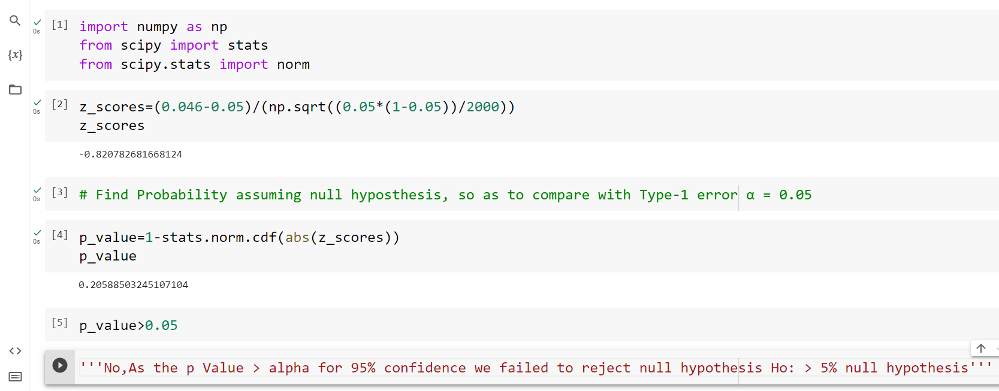 {x}
0s
[1]
import numpy as np
from scipy import stats
from scipy.stats import norm
0s
[2]
z_scores=(0.046-0.05)/(np.sqrt((0.05*(1-0.05))/2000))
z_scores
-0.820782681668124
0s
[3]
# Find Probability assuming null hyposthesis, so as to compare with Type-1 error α = 0.05
0s
[4]
p_value=1-stats.norm.cdf(abs(z_scores))
p_value
0.20588503245107104
[5]
p_value>0.05
'''No,As the p Value > alpha for 95% confidence we failed to reject null hypothesis Ho: > 5% null hypothesis'''